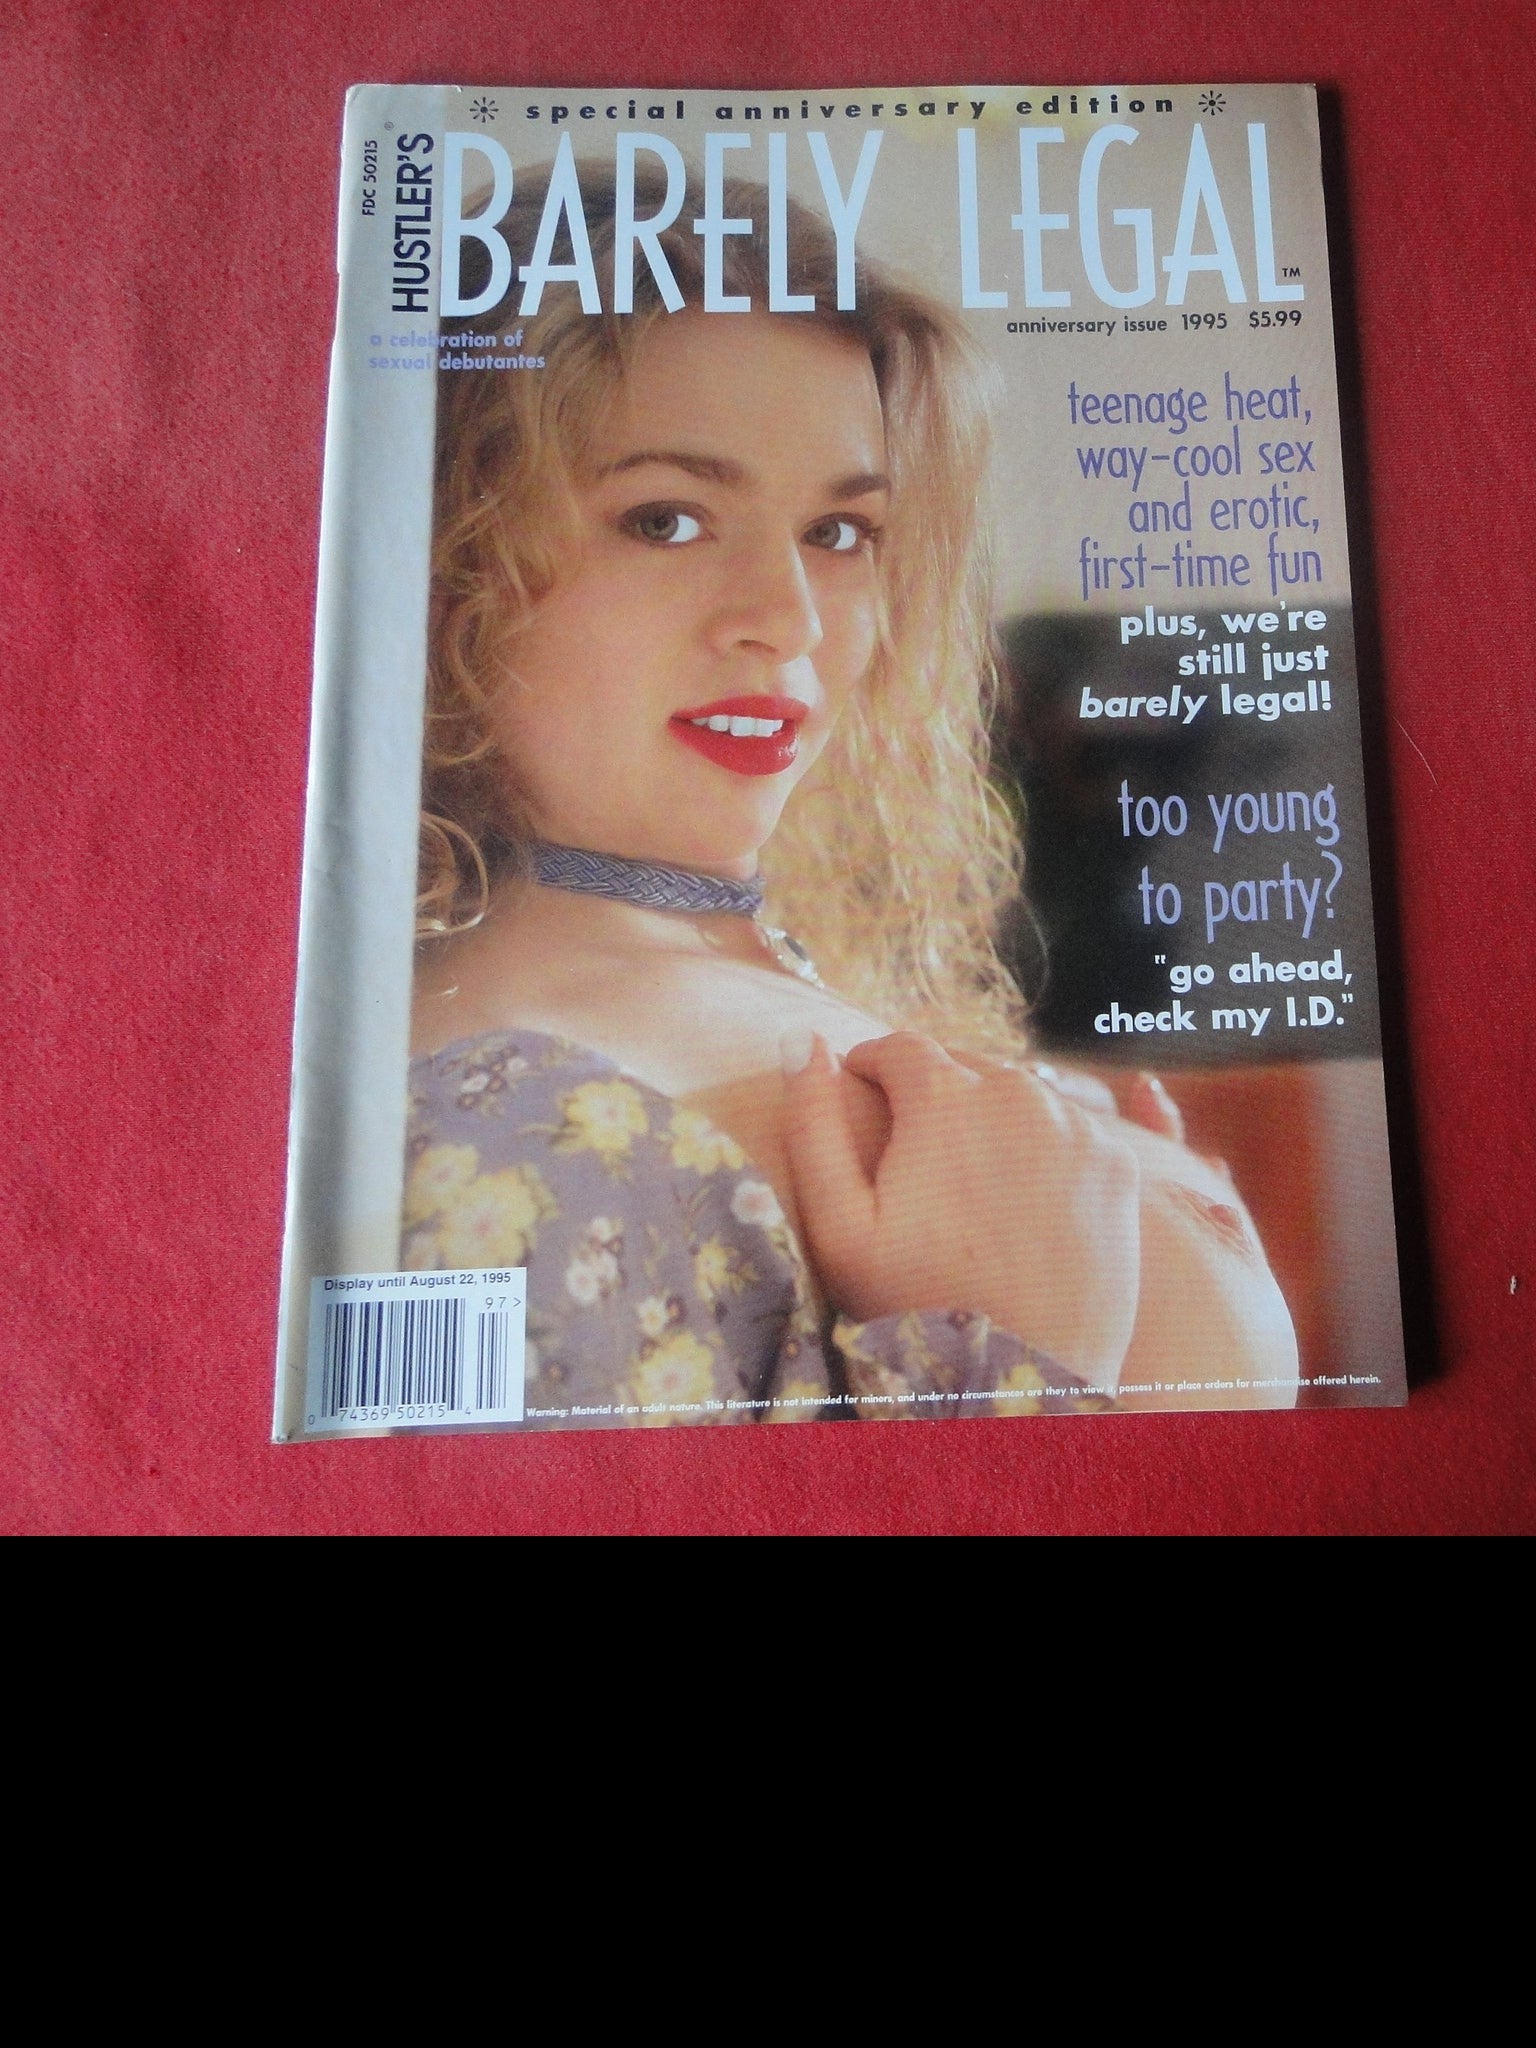 special anniversary edition
FDC 50215
HUSTLER'S®
BARELY LEGAL™
anniversary issue 1995 $5.99
a celebration of
sexual debutantes
teenage heat,
way-cool sex
and erotic,
first-time fun
plus, we're
still just
barely legal!
too young
to party?
"go ahead,
check my I.D."
Display until August 22, 1995
97>
0 74369 50215 4
Warning: Material of an adult nature. This literature is not intended for minors, and under no circumstances are they to view it, possess it or place orders for merchandise offered herein.